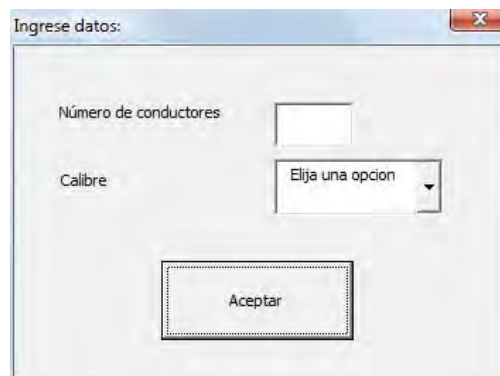 Ingrese datos:
Número de conductores
Calibre
Elija una opcion
Aceptar